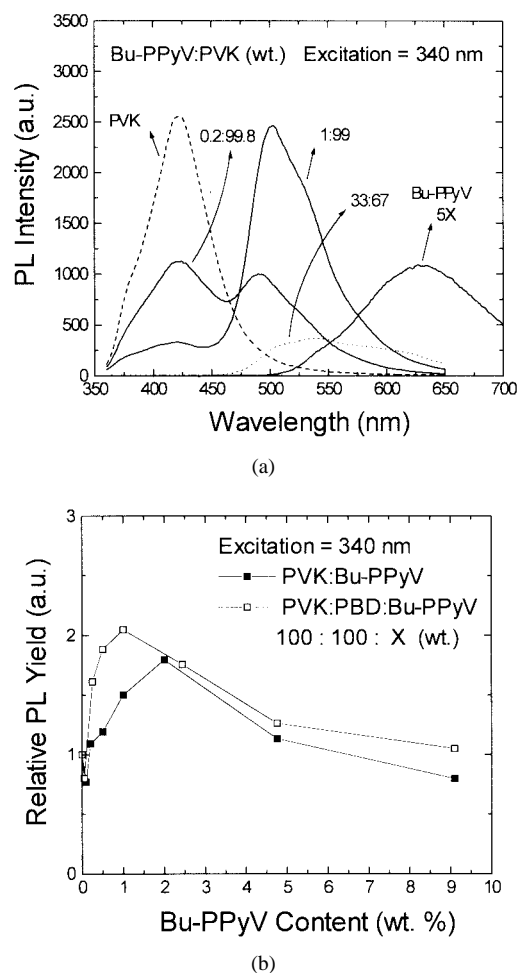 Bu-PPyV:PVK (wt.) Excitation = 340 nm
PVK
0.2:99.8
1:99
33:67
Bu-PPyV
5X
PL Intensity (a.u.)
3500
3000
2500
2000
1500
1000
500
0
350 400 450 500 550 600 650 700
Wavelength (nm)
(a)
Excitation = 340 nm
PVK:Bu-PPyV
PVK:PBD:Bu-PPyV
100 : 100 : X (wt.)
Relative PL Yield (a.u.)
3
2
1
0
0 1 2 3 4 5 6 7 8 9 10
Bu-PPyV Content (wt. %)
(b)